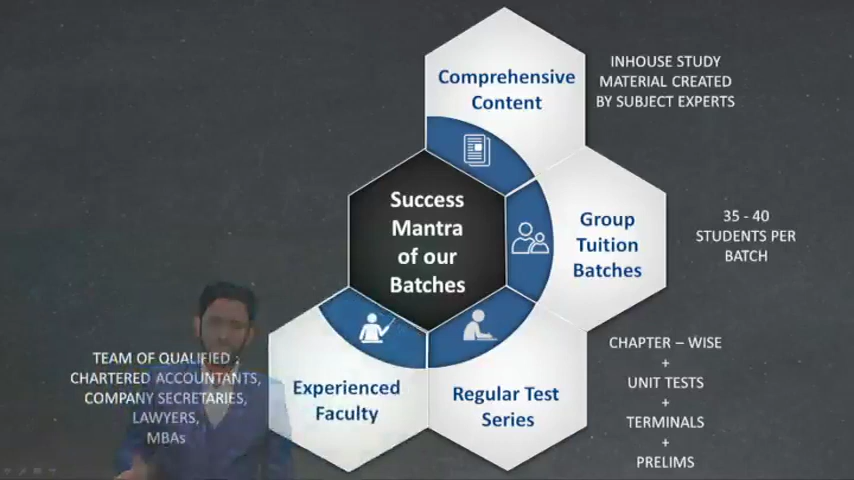 Comprehensive
Content
INHOUSE STUDY
MATERIAL CREATED
BY SUBJECT EXPERTS
Success
Mantra
of our
Batches
Group
Tuition
Batches
35 - 40
STUDENTS PER
BATCH
TEAM OF QUALIFIED :
CHARTERED ACCOUNTANTS,
COMPANY SECRETARIES,
LAWYERS,
MBAs
Experienced
Faculty
Regular Test
Series
CHAPTER – WISE
+
UNIT TESTS
+
TERMINALS
+
PRELIMS